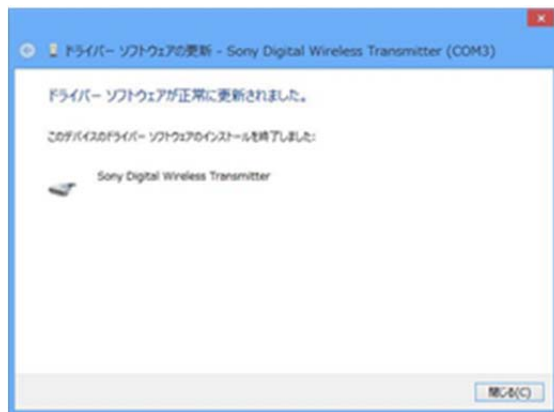 ドライバー ソフトウェアの更新 - Sony Digital Wireless Transmitter (COM3)
ドライバー ソフトウェアが正常に更新されました。
このデバイスのドライバー ソフトウェアのインストールを終了しました:
Sony Digital Wireless Transmitter
閉じる(C)